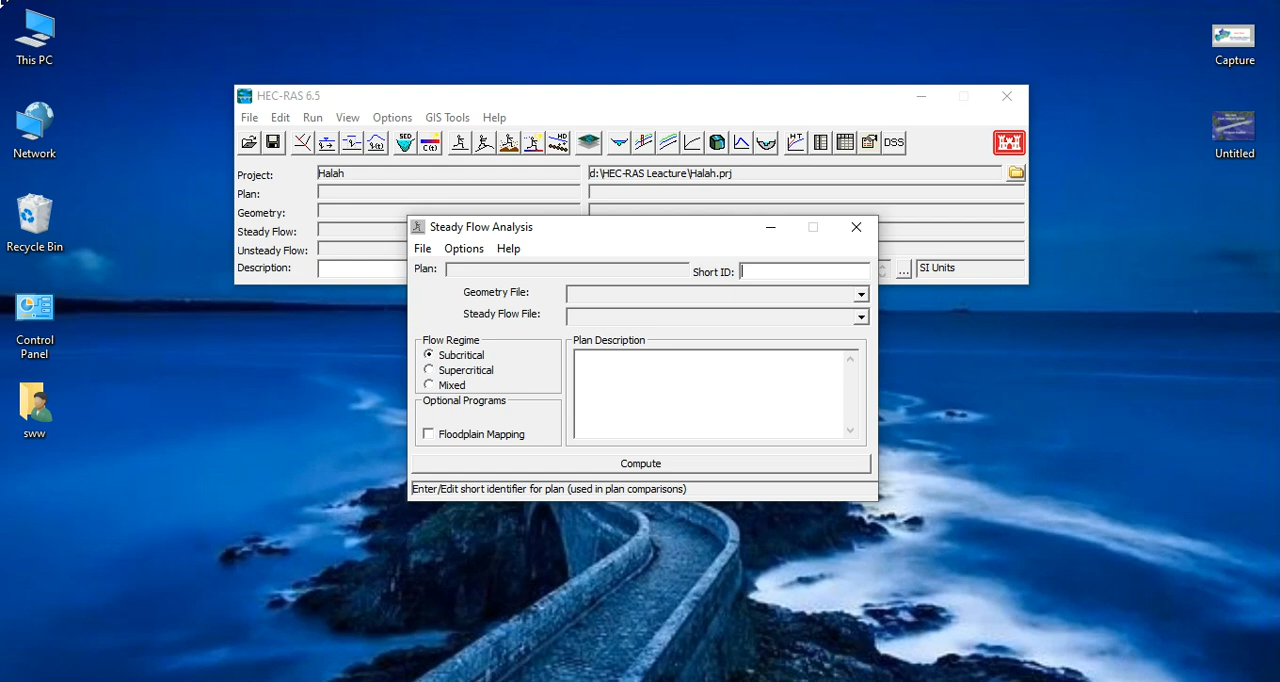 This PC
Network
Recycle Bin
Control
Panel
sww
Capture
Untitled
HEC-RAS 6.5
File Edit Run View Options GIS Tools Help
SED C(t) HD HT DSS
Project: Halah d:\HEC-RAS Leacture\Halah.prj
Plan:
Geometry:
Steady Flow:
Unsteady Flow:
Description: ... SI Units
Steady Flow Analysis
File Options Help
Plan: Short ID:
Geometry File:
Steady Flow File:
Flow Regime
Subcritical
Supercritical
Mixed
Optional Programs
Floodplain Mapping
Plan Description
Compute
Enter/Edit short identifier for plan (used in plan comparisons)